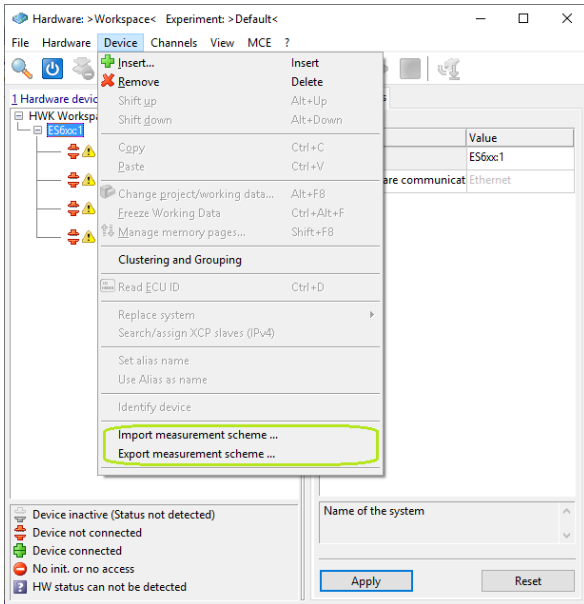 Hardware: >Workspace< Experiment: >Default<
File Hardware Device Channels View MCE ?
Insert... Insert
Remove Delete
Shift up Alt+Up
Shift down Alt+Down
Copy Ctrl+C
Paste Ctrl+V
Change project/working data... Alt+F8
Freeze Working Data Ctrl+Alt+F
Manage memory pages... Shift+F8
Clustering and Grouping
Read ECU ID Ctrl+D
Replace system
Search/assign XCP slaves (IPv4)
Set alias name
Use Alias as name
Identify device
Import measurement scheme ...
Export measurement scheme ...
1 Hardware devic
HWK Workspa
ES6xx:1
Value
ES6xx:1
are communicat Ethernet
Device inactive (Status not detected)
Device not connected
Device connected
No init. or no access
HW status can not be detected
Name of the system
Apply Reset